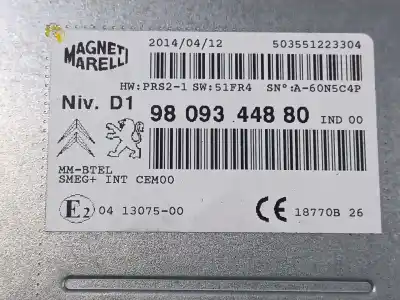 MAGNETI MARELLI
2014/04/12 503551223304
HW:PRS2-1 SW:51FR4 SN°:A-60N5C4P
Niv. D1 98 093 448 80 IND 00
MM-BTEL
SMEG+ INT CEM00
E2 04 13075-00 CE 18770B 26